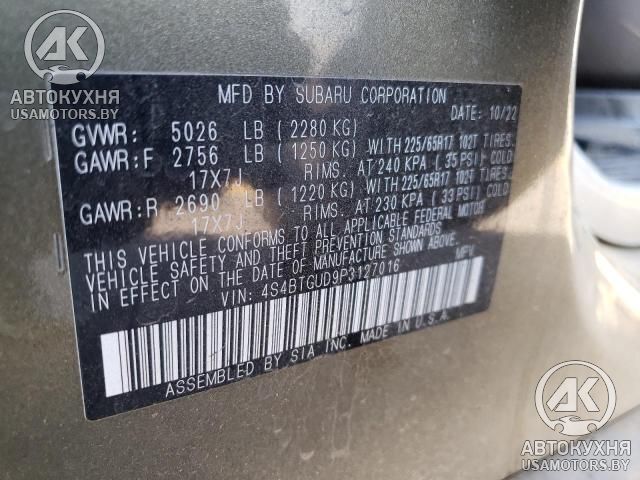 AK
АВТОКУХНЯ
USAMOTORS.BY
MFD BY SUBARU CORPORATION
DATE: 10/22
GVWR: 5026 LB (2280 KG)
GAWR:F 2756 LB (1250 KG) WITH 225/65R17 102T TIRES,
17X7J RIMS, AT 240 KPA (35 PSI) COLD
GAWR:R 2690 LB (1220 KG) WITH 225/65R17 102T TIRES,
17X7J RIMS, AT 230 KPA (33 PSI) COLD
THIS VEHICLE CONFORMS TO ALL APPLICABLE FEDERAL MOTOR
VEHICLE SAFETY STANDARDS IN EFFECT ON THE DATE OF
MANUFACTURE SHOWN ABOVE.
VIN: 4S4BTGUD9P3127016 MPV
ASSEMBLED BY SIA INC. MADE IN U.S.A.
AK
АВТОКУХНЯ
USAMOTORS.BY